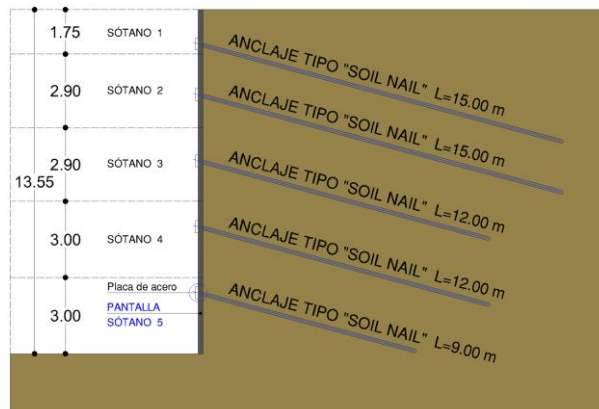 1.75 SÓTANO 1
ANCLAJE TIPO "SOIL NAIL" L=15.00 m
2.90 SÓTANO 2
ANCLAJE TIPO "SOIL NAIL" L=15.00 m
2.90 SÓTANO 3
ANCLAJE TIPO "SOIL NAIL" L=12.00 m
13.55
3.00 SÓTANO 4
ANCLAJE TIPO "SOIL NAIL" L=12.00 m
Placa de acero
ANCLAJE TIPO "SOIL NAIL" L=9.00 m
PANTALLA
3.00 SÓTANO 5